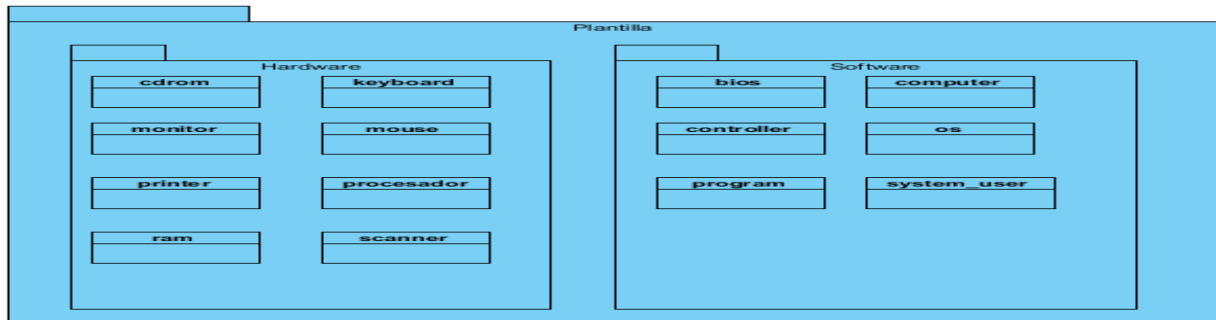 Plantilla
Hardware
cdrom
keyboard
monitor
mouse
printer
procesador
ram
scanner
Software
bios
computer
controller
os
program
system_user